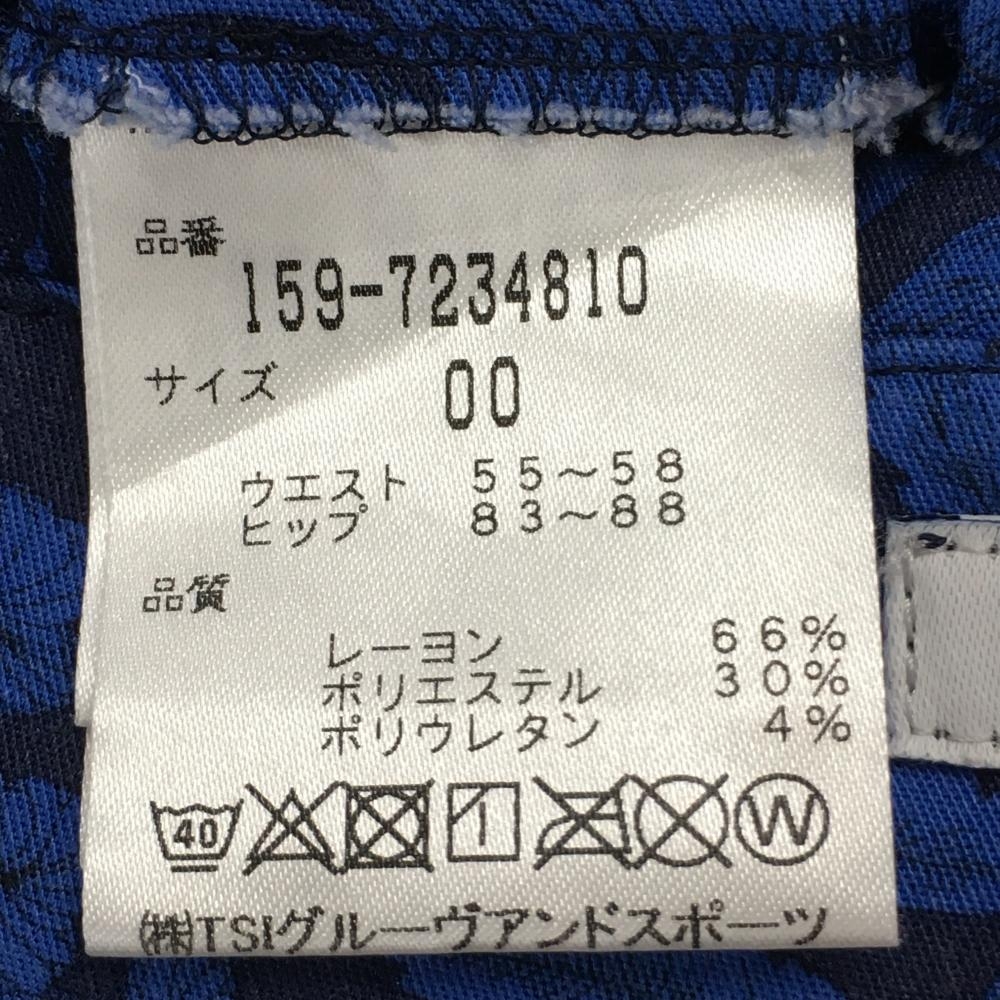 品番
159-7234810
サイズ 00
ウエスト 55～58
ヒップ 83～88
品質
レーヨン 66%
ポリエステル 30%
ポリウレタン 4%
40 W
㈱TSIグルーヴアンドスポーツ